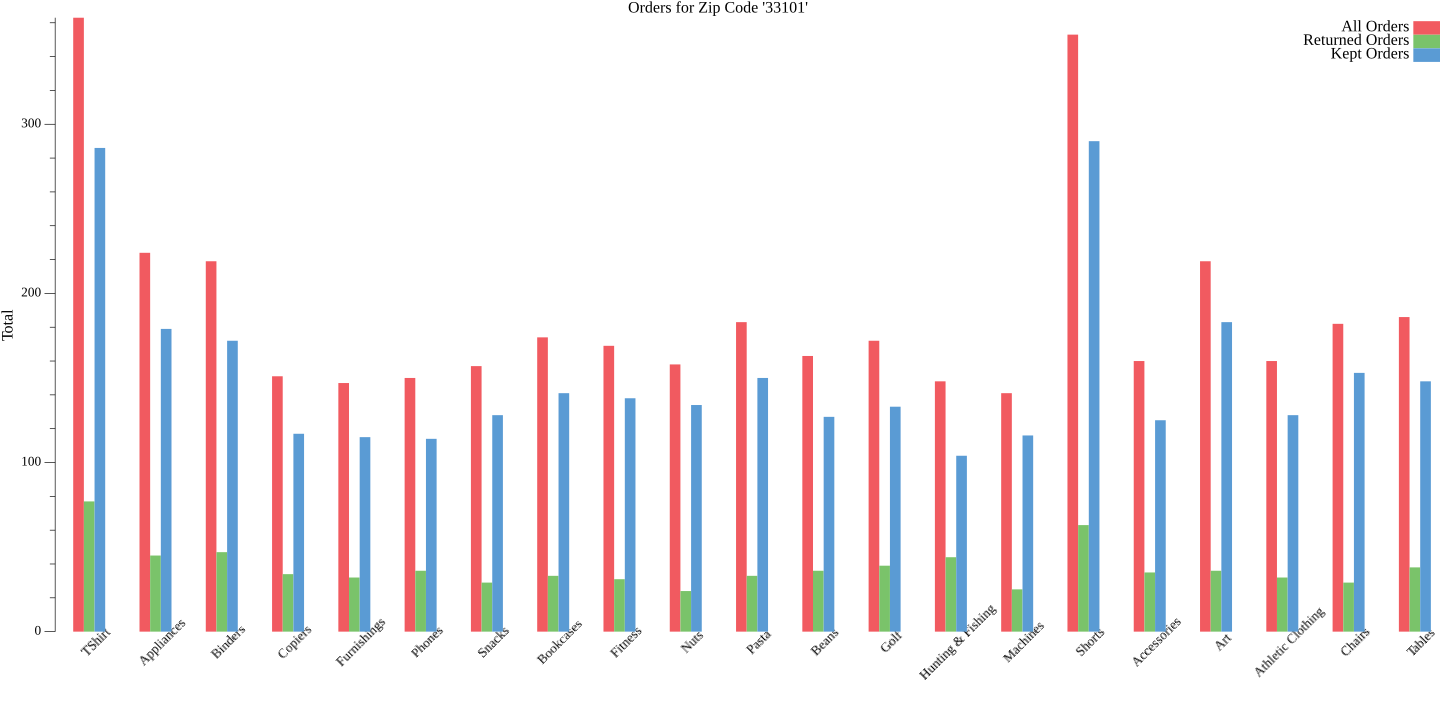 Orders for Zip Code '33101'
All Orders
Returned Orders
Kept Orders
Total
300
200
100
0
TShirt
Appliances
Binders
Copiers
Furnishings
Phones
Snacks
Bookcases
Fitness
Nuts
Pasta
Beans
Golf
Hunting & Fishing
Machines
Shorts
Accessories
Art
Athletic Clothing
Chairs
Tables